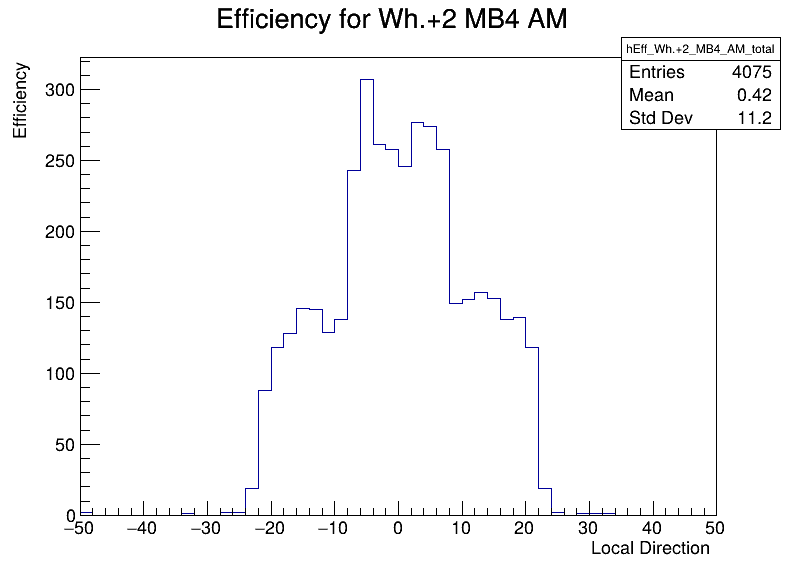 Efficiency for Wh.+2 MB4 AM
hEff_Wh.+2_MB4_AM_total
Entries 4075
Mean 0.42
Std Dev 11.2
Efficiency
300
250
200
150
100
50
0
−50 −40 −30 −20 −10 0 10 20 30 40 50
Local Direction